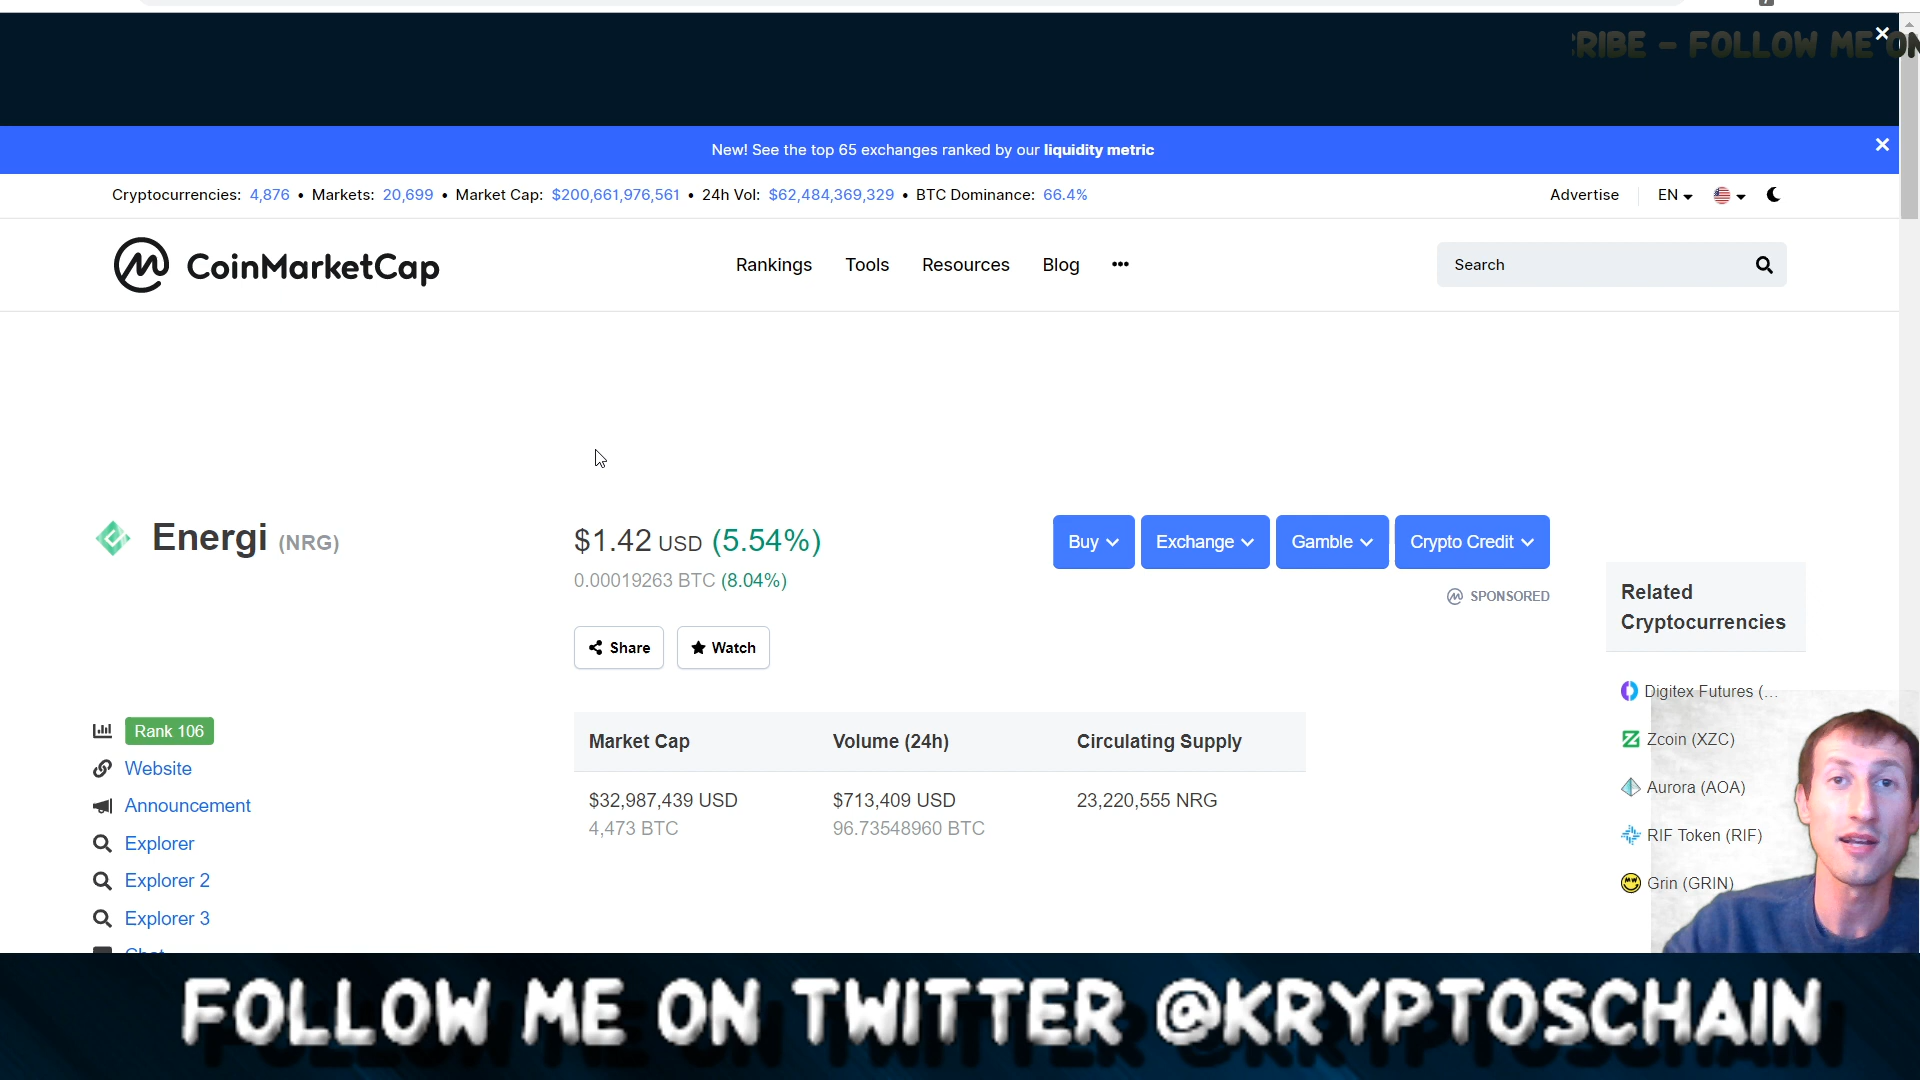 RIBE - FOLLOW ME ON
New! See the top 65 exchanges ranked by our liquidity metric
Cryptocurrencies: 4,876 • Markets: 20,699 • Market Cap: $200,661,976,561 • 24h Vol: $62,484,369,329 • BTC Dominance: 66.4%
Advertise EN
CoinMarketCap
Rankings Tools Resources Blog •••
Search
Energi (NRG)
$1.42 USD (5.54%)
0.00019263 BTC (8.04%)
Buy Exchange Gamble Crypto Credit
SPONSORED
Share Watch
Related
Cryptocurrencies
Digitex Futures (...
Zcoin (XZC)
Aurora (AOA)
RIF Token (RIF)
Grin (GRIN)
Rank 106
Website
Announcement
Explorer
Explorer 2
Explorer 3
Chat
Market Cap Volume (24h) Circulating Supply
$32,987,439 USD $713,409 USD 23,220,555 NRG
4,473 BTC 96.73548960 BTC
FOLLOW ME ON TWITTER @KRYPTOSCHAIN